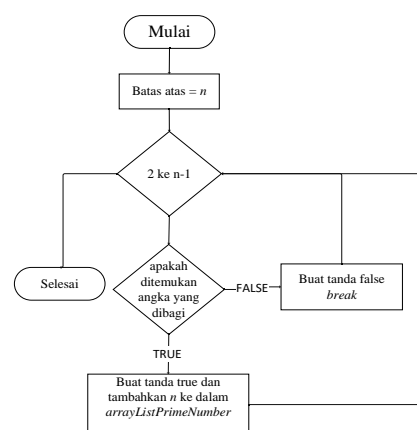 Mulai
Batas atas = n
2 ke n-1
Selesai
apakah
ditemukan
angka yang
dibagi
FALSE
Buat tanda false
break
TRUE
Buat tanda true dan
tambahkan n ke dalam
arrayListPrimeNumber